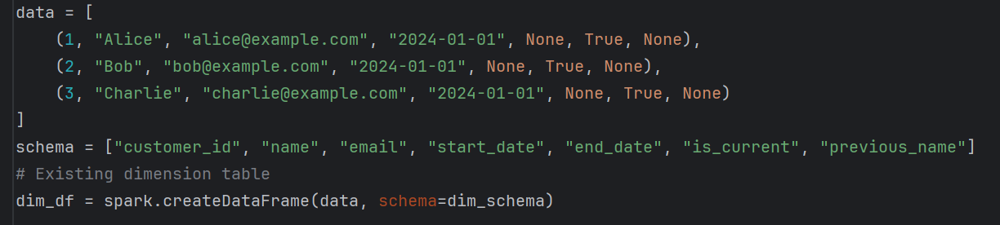 data = [
    (1, "Alice", "alice@example.com", "2024-01-01", None, True, None),
    (2, "Bob", "bob@example.com", "2024-01-01", None, True, None),
    (3, "Charlie", "charlie@example.com", "2024-01-01", None, True, None)
]
schema = ["customer_id", "name", "email", "start_date", "end_date", "is_current", "previous_name"]
# Existing dimension table
dim_df = spark.createDataFrame(data, schema=dim_schema)